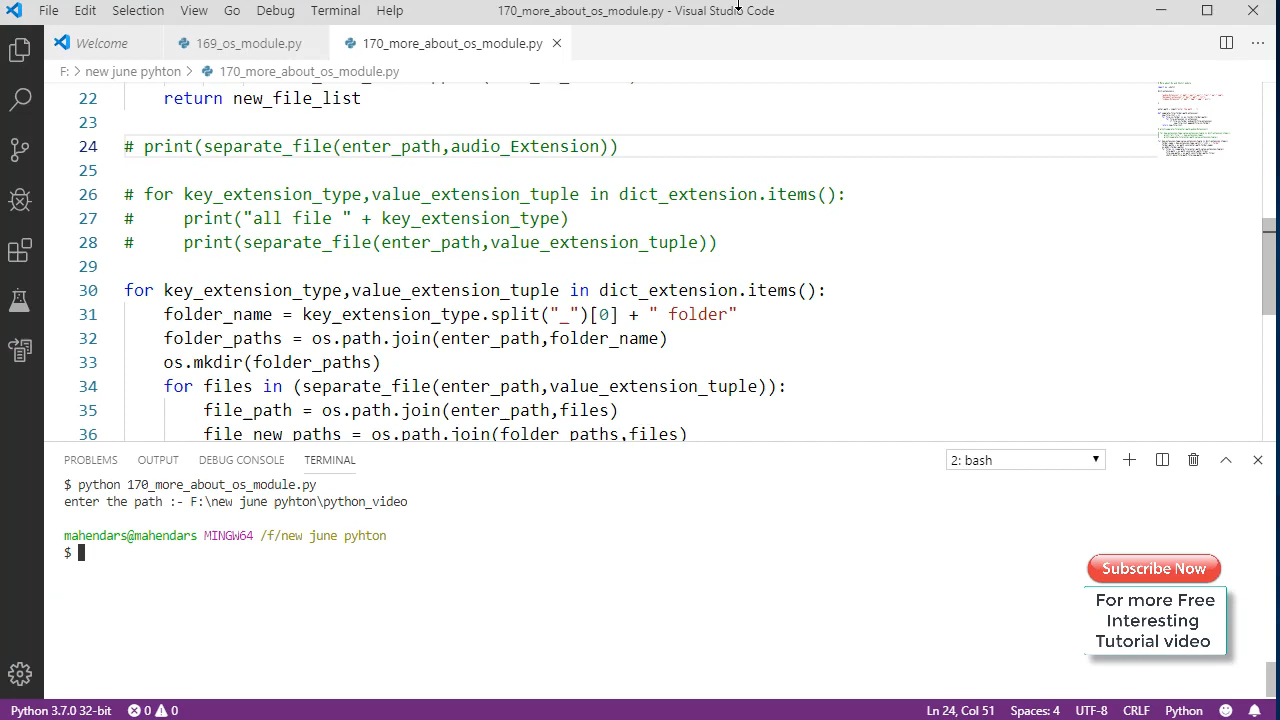 File Edit Selection View Go Debug Terminal Help 170_more_about_os_module.py - Visual Studio Code
Welcome 169_os_module.py 170_more_about_os_module.py
F: > new june pyhton > 170_more_about_os_module.py
22 return new_file_list
23
24 # print(separate_file(enter_path,audio_Extension))
25
26 # for key_extension_type,value_extension_tuple in dict_extension.items():
27 # print("all file " + key_extension_type)
28 # print(separate_file(enter_path,value_extension_tuple))
29
30 for key_extension_type,value_extension_tuple in dict_extension.items():
31 folder_name = key_extension_type.split("_")[0] + " folder"
32 folder_paths = os.path.join(enter_path,folder_name)
33 os.mkdir(folder_paths)
34 for files in (separate_file(enter_path,value_extension_tuple)):
35 file_path = os.path.join(enter_path,files)
36 file_new_paths = os.path.join(folder_paths,files)
PROBLEMS OUTPUT DEBUG CONSOLE TERMINAL 2: bash
$ python 170_more_about_os_module.py
enter the path :- F:\new june pyhton\python_video
mahendars@mahendars MINGW64 /f/new june pyhton
$
Subscribe Now
For more Free
Interesting
Tutorial video
Python 3.7.0 32-bit 0 0 Ln 24, Col 51 Spaces: 4 UTF-8 CRLF Python